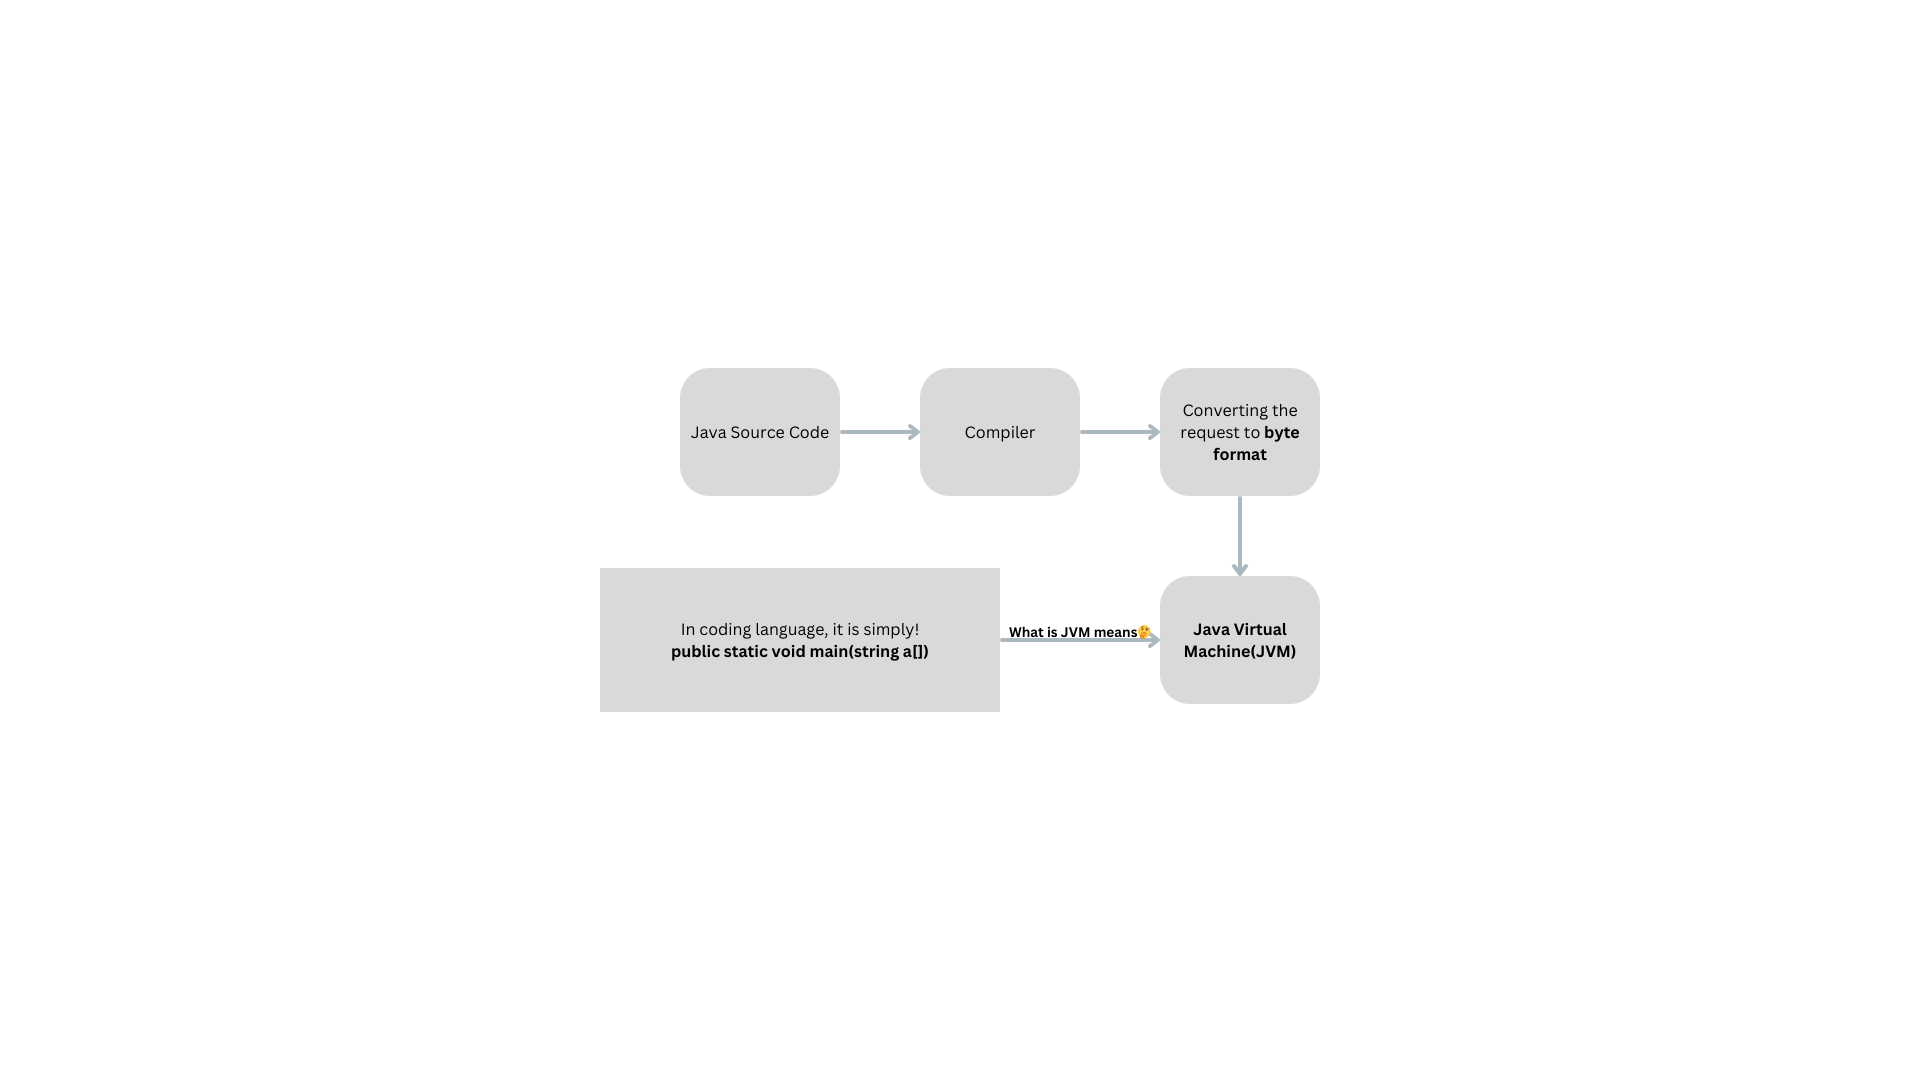 Java Source Code
Compiler
Converting the
request to byte
format
In coding language, it is simply!
public static void main(string a[])
What is JVM means🤔
Java Virtual
Machine(JVM)